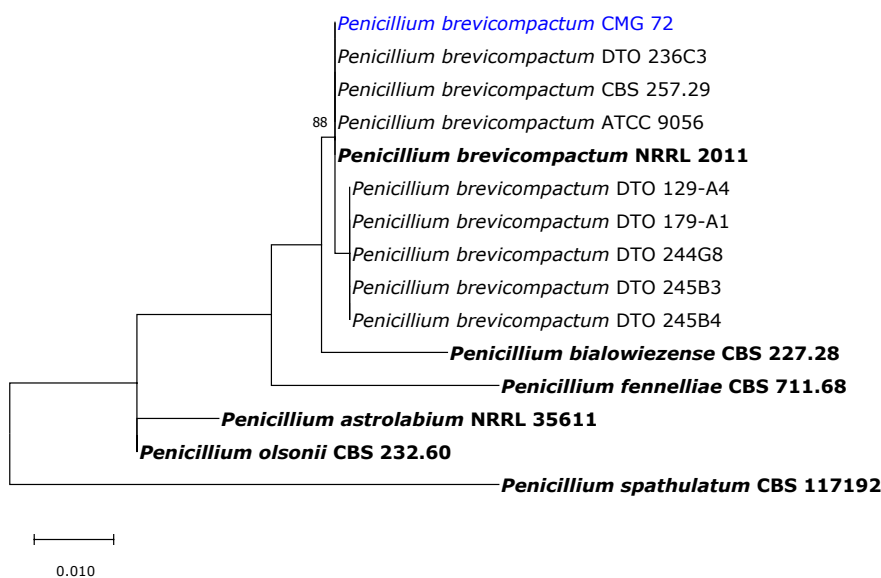 Penicillium brevicompactum CMG 72
Penicillium brevicompactum DTO 236C3
Penicillium brevicompactum CBS 257.29
Penicillium brevicompactum ATCC 9056
88
Penicillium brevicompactum NRRL 2011
Penicillium brevicompactum DTO 129-A4
Penicillium brevicompactum DTO 179-A1
Penicillium brevicompactum DTO 244G8
Penicillium brevicompactum DTO 245B3
Penicillium brevicompactum DTO 245B4
Penicillium bialowiezense CBS 227.28
Penicillium fennelliae CBS 711.68
Penicillium astrolabium NRRL 35611
Penicillium olsonii CBS 232.60
Penicillium spathulatum CBS 117192
0.010